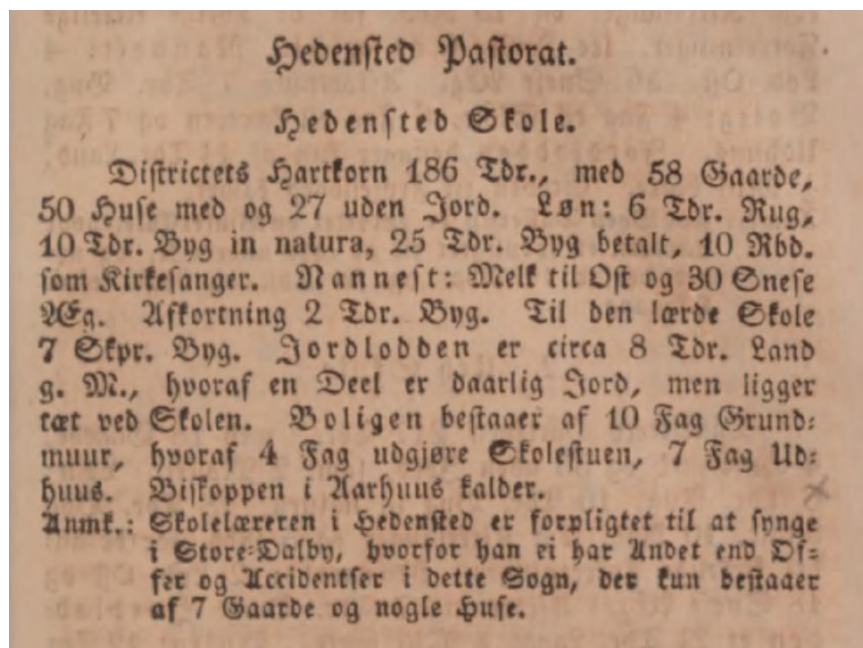 Hedensted Pastorat.
Hedensted Skole.
Districtets Hartkorn 186 Tdr., med 58 Gaarde,
50 Huse med og 27 uden Jord. Løn: 6 Tdr. Rug,
10 Tdr. Byg in natura, 25 Tdr. Byg betalt, 10 Rbd.
som Kirkesanger. Nannest: Melk til Ost og 30 Snese
Æg. Afkortning 2 Tdr. Byg. Til den lærde Skole
7 Skpr. Byg. Jordlodden er circa 8 Tdr. Land
g. M., hvoraf en Deel er daarlig Jord, men ligger
tæt ved Skolen. Boligen bestaaer af 10 Fag Grund-
muur, hvoraf 4 Fag udgjøre Skolestuen, 7 Fag Ud-
huus. Biskoppen i Aarhuus kalder.
Anmk.: Skolelæreren i Hedensted er forpligtet til at synge
i Store-Dalby, hvorfor han ei har Andet end Of-
fer og Accidentser i dette Sogn, der kun bestaaer
af 7 Gaarde og nogle Huse.